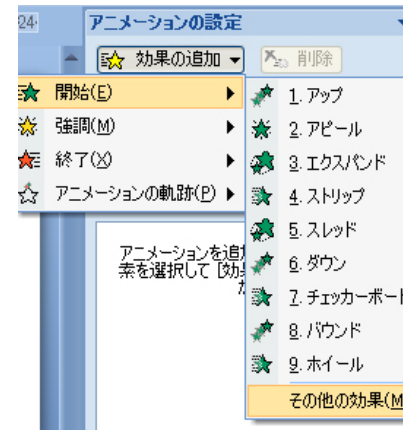 24
アニメーションの設定
効果の追加 削除
開始(E)
強調(M)
終了(X)
アニメーションの軌跡(P)
1. アップ
2. アピール
3. エクスパンド
4. ストリップ
5. スレッド
6. ダウン
7. チェッカーボード
8. バウンド
9. ホイール
その他の効果(M
アニメーションを追
素を選択して [効